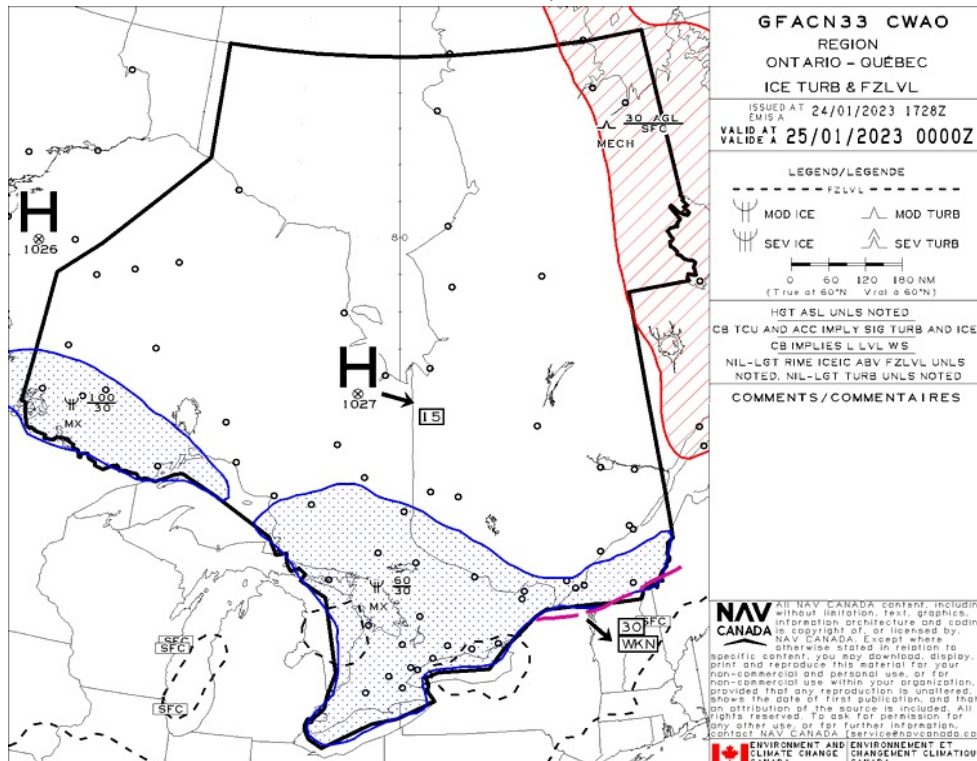 GFACN33 CWAO
REGION
ONTARIO - QUÉBEC
ICE TURB & FZLVL
ISSUED AT
ÉMIS À
24/01/2023 1728Z
VALID AT
VALIDE À
25/01/2023 0000Z
LEGEND/LÉGENDE
FZLVL
MOD ICE
MOD TURB
SEV ICE
SEV TURB
0 60 120 180 NM
(True at 60°N Vrai à 60°N)
HGT ASL UNLS NOTED
CB TCU AND ACC IMPLY SIG TURB AND ICE
CB IMPLIES L LVL WS
NIL-LGT RIME ICEIC ABV FZLVL UNLS
NOTED. NIL-LGT TURB UNLS NOTED
COMMENTS/COMMENTAIRES
30 AGL
SFC
MECH
H
1026
80
H
1027
15
100
30
MX
60
30
MX
30
WKN
SFC
SFC
SFC
SFC
SFC
NAV
CANADA
All NAV CANADA content, including
without limitation, text, graphics,
information architecture and coding
is copyright of, or licensed by,
NAV CANADA. Except where
otherwise stated in relation to
specific content, you may download, display,
print and reproduce this material for your
non-commercial and personal use, or for
non-commercial use within your organization,
provided that any reproduction is unaltered,
shows the date of first publication, and that
an attribution of the source is included. All
rights reserved. To ask for permission for
any other use, or for further information,
contact NAV CANADA [service@navcanada.ca
ENVIRONMENT AND
CLIMATE CHANGE
CANADA
ENVIRONNEMENT ET
CHANGEMENT CLIMATIQUE
CANADA